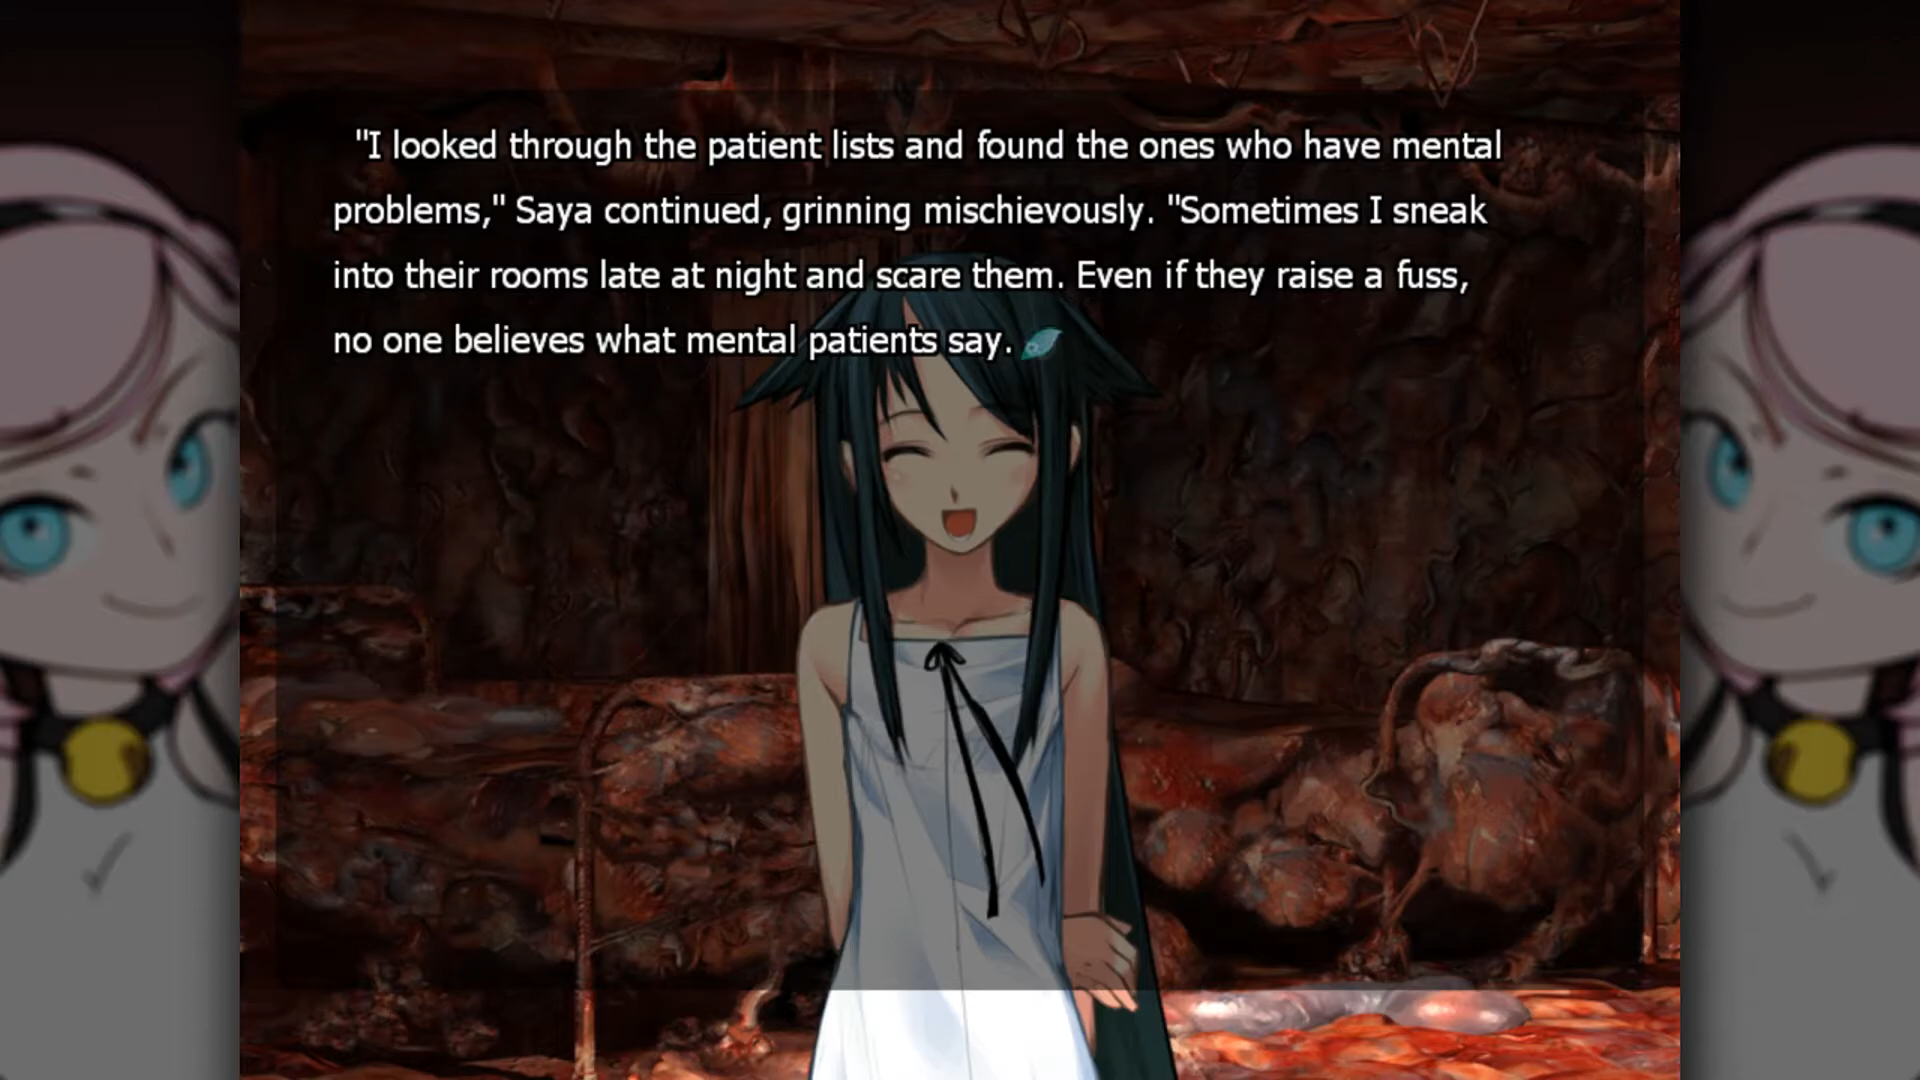 "I looked through the patient lists and found the ones who have mental
problems," Saya continued, grinning mischievously. "Sometimes I sneak
into their rooms late at night and scare them. Even if they raise a fuss,
no one believes what mental patients say.